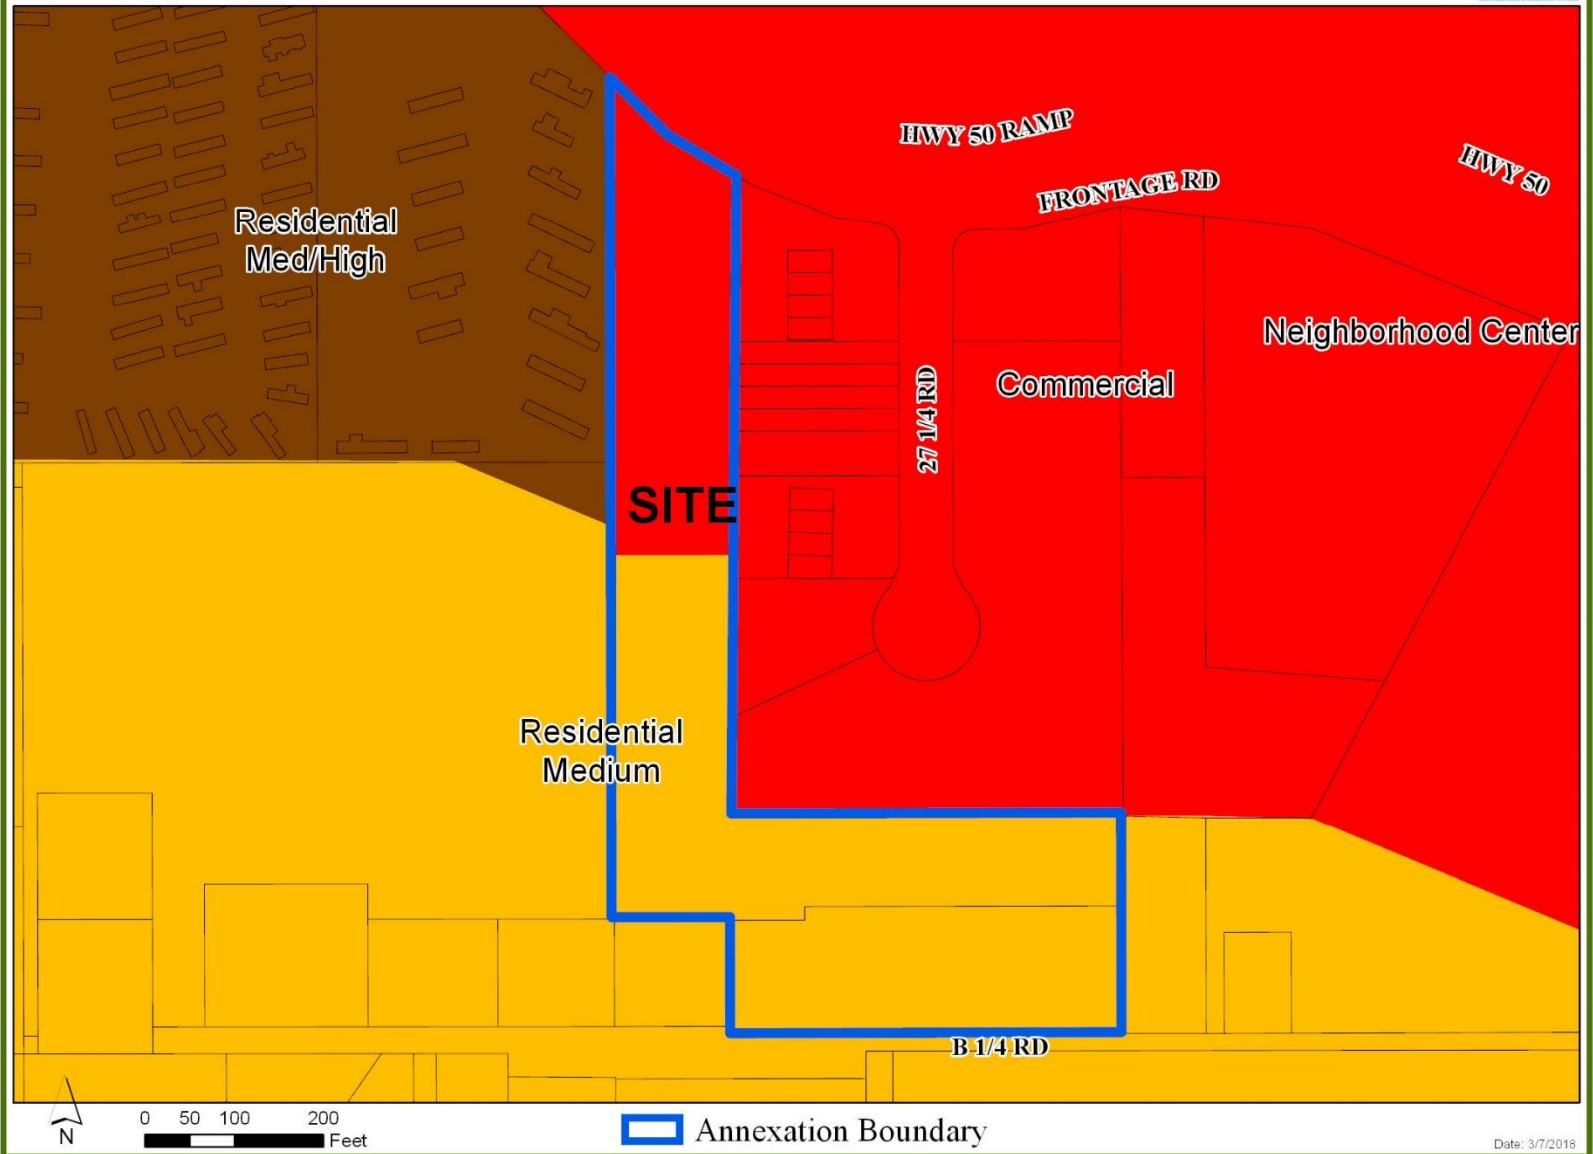 HWY 50 RAMP
HWY 50
FRONTAGE RD
Residential
Med/High
Neighborhood Center
Commercial
27 1/4 RD
SITE
Residential
Medium
B 1/4 RD
0 50 100 200
Feet
N
Annexation Boundary
Date: 3/7/2018